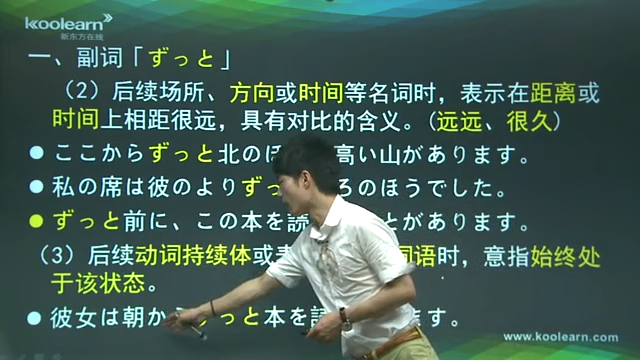 koolearn
新东方在线
一、副词「ずっと」
（2）后续场所、方向或时间等名词时，表示在距离或
时间上相距很远，具有对比的含义。(远远、很久)
● ここからずっと北のほ 高い山があります。
● 私の席は彼のよりずっ ろのほうでした。
● ずっと前に、この本を読 とがあります。
（3）后续动词持续体或表 词语时，意指始终处
于该状态。
● 彼女は朝か っと本を ます。
www.koolearn.com